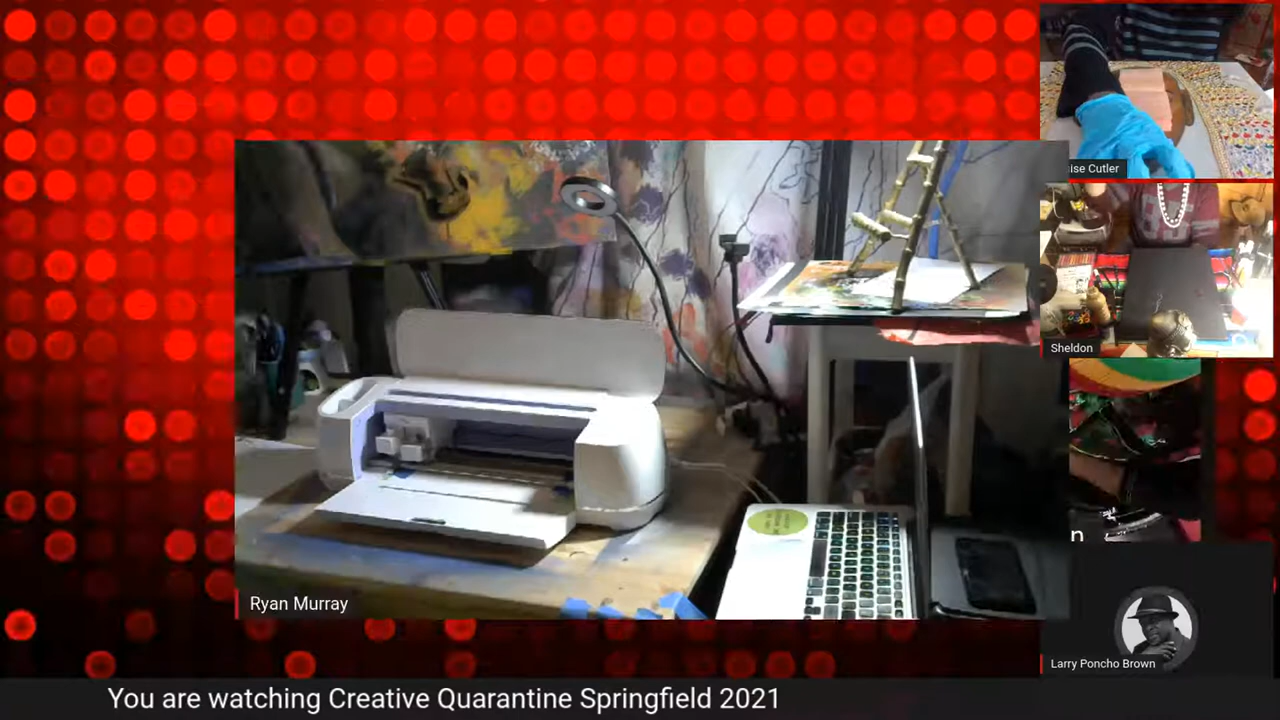 ise Cutler
Sheldon
n
Ryan Murray
Larry Poncho Brown
You are watching Creative Quarantine Springfield 2021